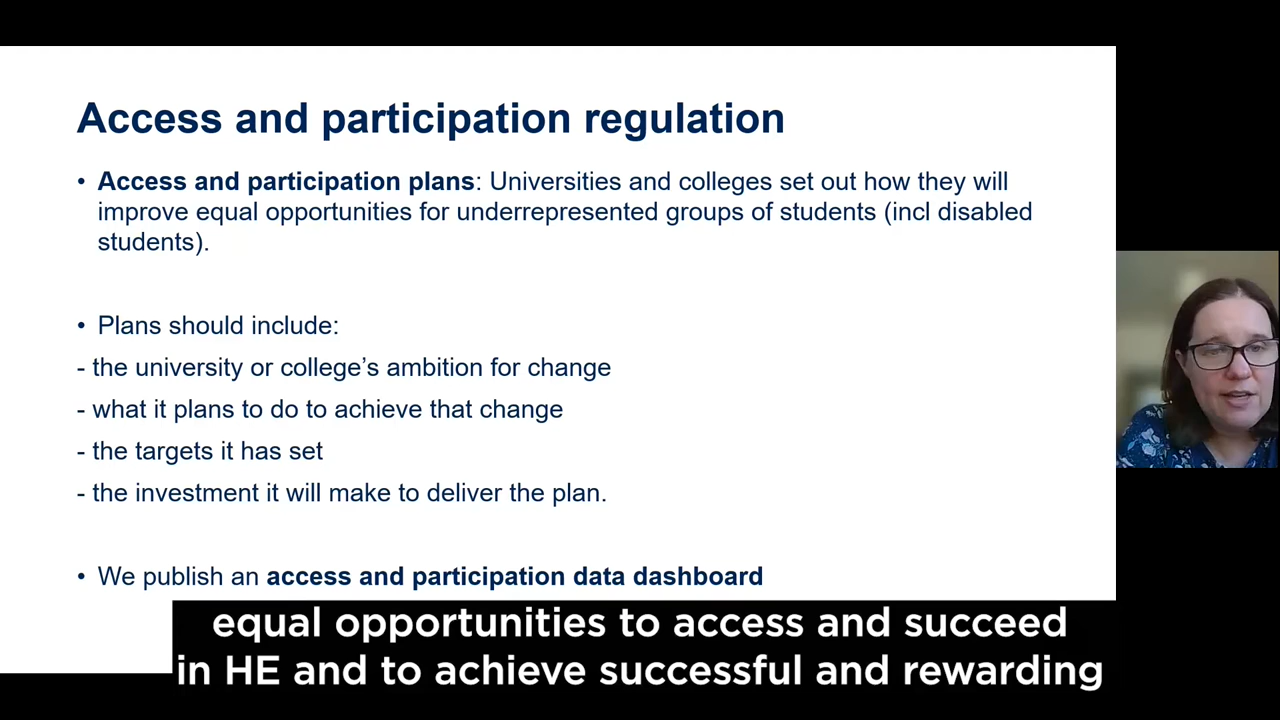 Access and participation regulation
• Access and participation plans: Universities and colleges set out how they will
improve equal opportunities for underrepresented groups of students (incl disabled
students).
• Plans should include:
- the university or college’s ambition for change
- what it plans to do to achieve that change
- the targets it has set
- the investment it will make to deliver the plan.
• We publish an access and participation data dashboard
equal opportunities to access and succeed
in HE and to achieve successful and rewarding